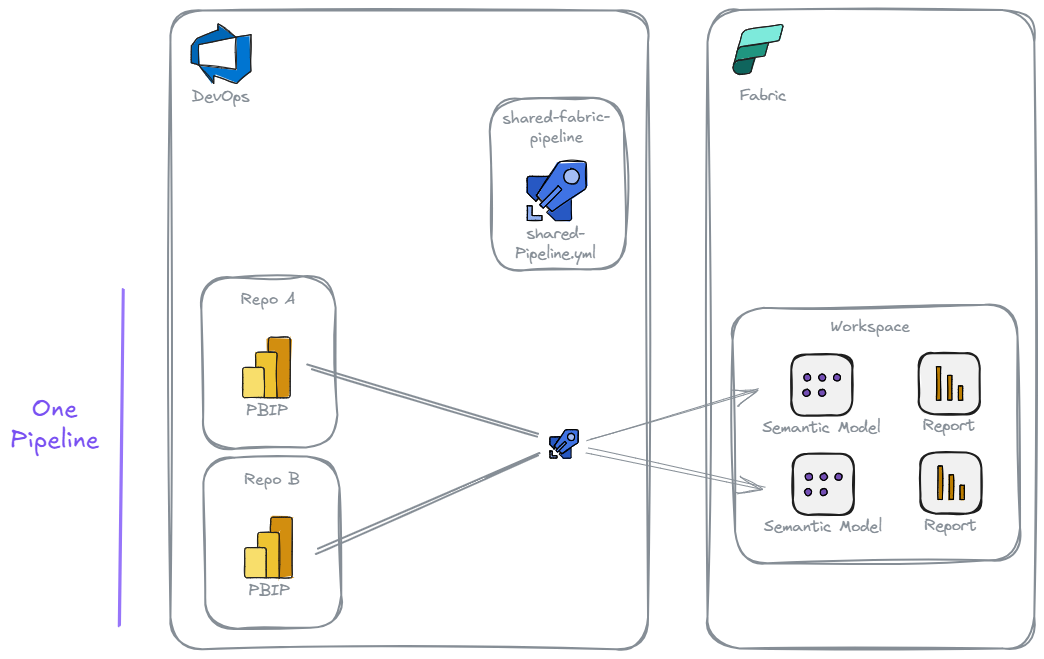 DevOps
Fabric
shared-fabric-
pipeline
shared-
Pipeline.yml
Repo A
PBIP
Workspace
Semantic Model
Report
Semantic Model
Report
One
Pipeline
Repo B
PBIP